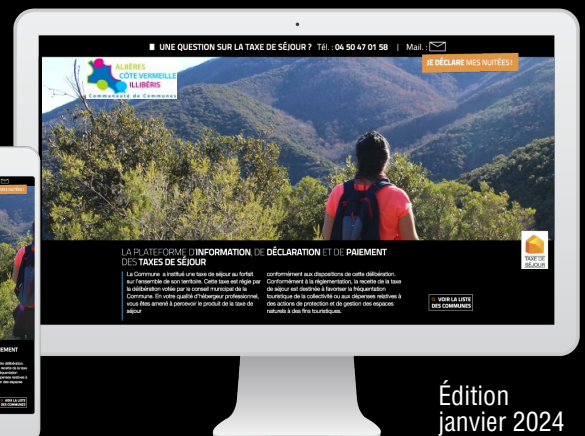 UNE QUESTION SUR LA TAXE DE SÉJOUR ? Tél. : 04 50 47 01 58 | Mail. :
JE DÉCLARE MES NUITÉES !
ALBÈRES
CÔTE VERMEILLE
ILLIBÉRIS
Communauté de Communes
LA PLATEFORME D'INFORMATION, DE DÉCLARATION ET DE PAIEMENT
DES TAXES DE SÉJOUR
La Commune a institué une taxe de séjour au forfait
sur l'ensemble de son territoire. Cette taxe est régie par
la délibération votée par le conseil municipal de la
Commune. En votre qualité d'hébergeur professionnel,
vous êtes amené à percevoir le produit de la taxe de
séjour
conformément aux dispositions de cette délibération.
Conformément à la réglementation, la recette de la taxe
de séjour est destinée à favoriser la fréquentation
touristique de la collectivité ou aux dépenses relatives à
des actions de protection et de gestion des espaces
naturels à des fins touristiques.
TAXE DE
SÉJOUR
VOIR LA LISTE
DES COMMUNES
EMENT
VOIR LA LISTE
DES COMMUNES
Édition
janvier 2024